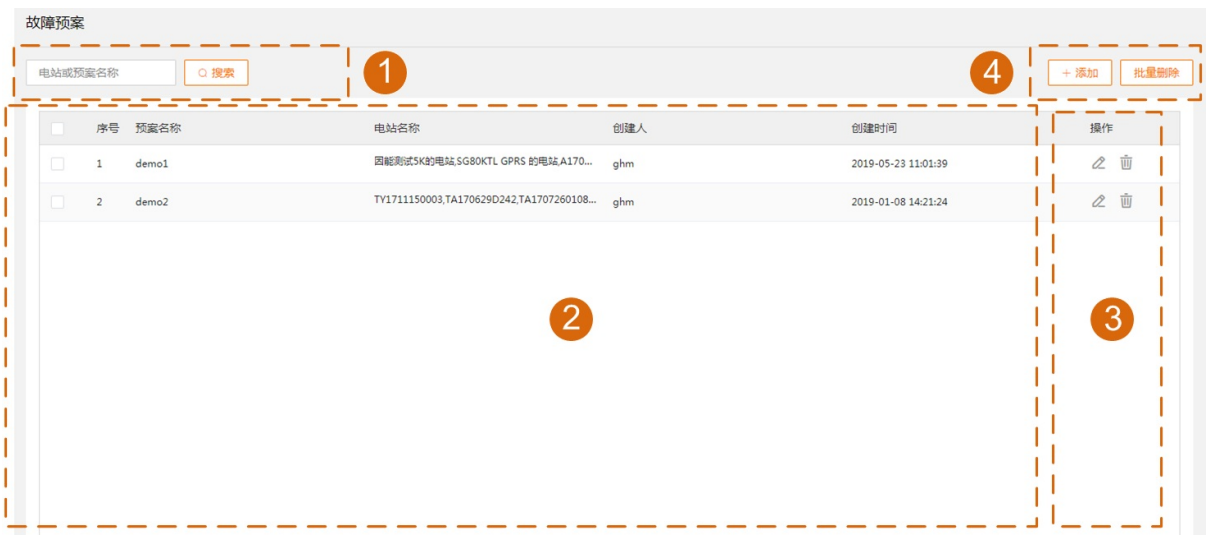 故障预案
电站或预案名称 搜索 1 4 + 添加 批量删除
序号 预案名称 电站名称 创建人 创建时间 操作
1 demo1 因能测试5K的电站,SG80KTL GPRS 的电站,A170... ghm 2019-05-23 11:01:39
2 demo2 TY1711150003,TA170629D242,TA1707260108... ghm 2019-01-08 14:21:24
2 3